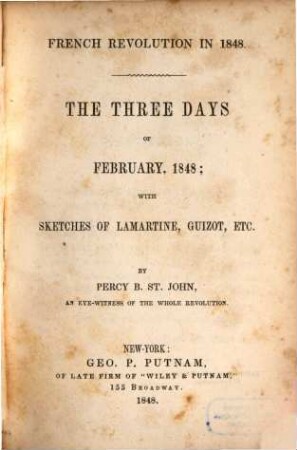 FRENCH REVOLUTION IN 1848.
THE THREE DAYS
OF
FEBRUARY, 1848;
WITH
SKETCHES OF LAMARTINE, GUIZOT, ETC.
BY
PERCY B. ST. JOHN,
AN EYE-WITNESS OF THE WHOLE REVOLUTION.
NEW-YORK:
GEO. P. PUTNAM,
OF LATE FIRM OF "WILEY & PUTNAM,"
155 BROADWAY.
1848.